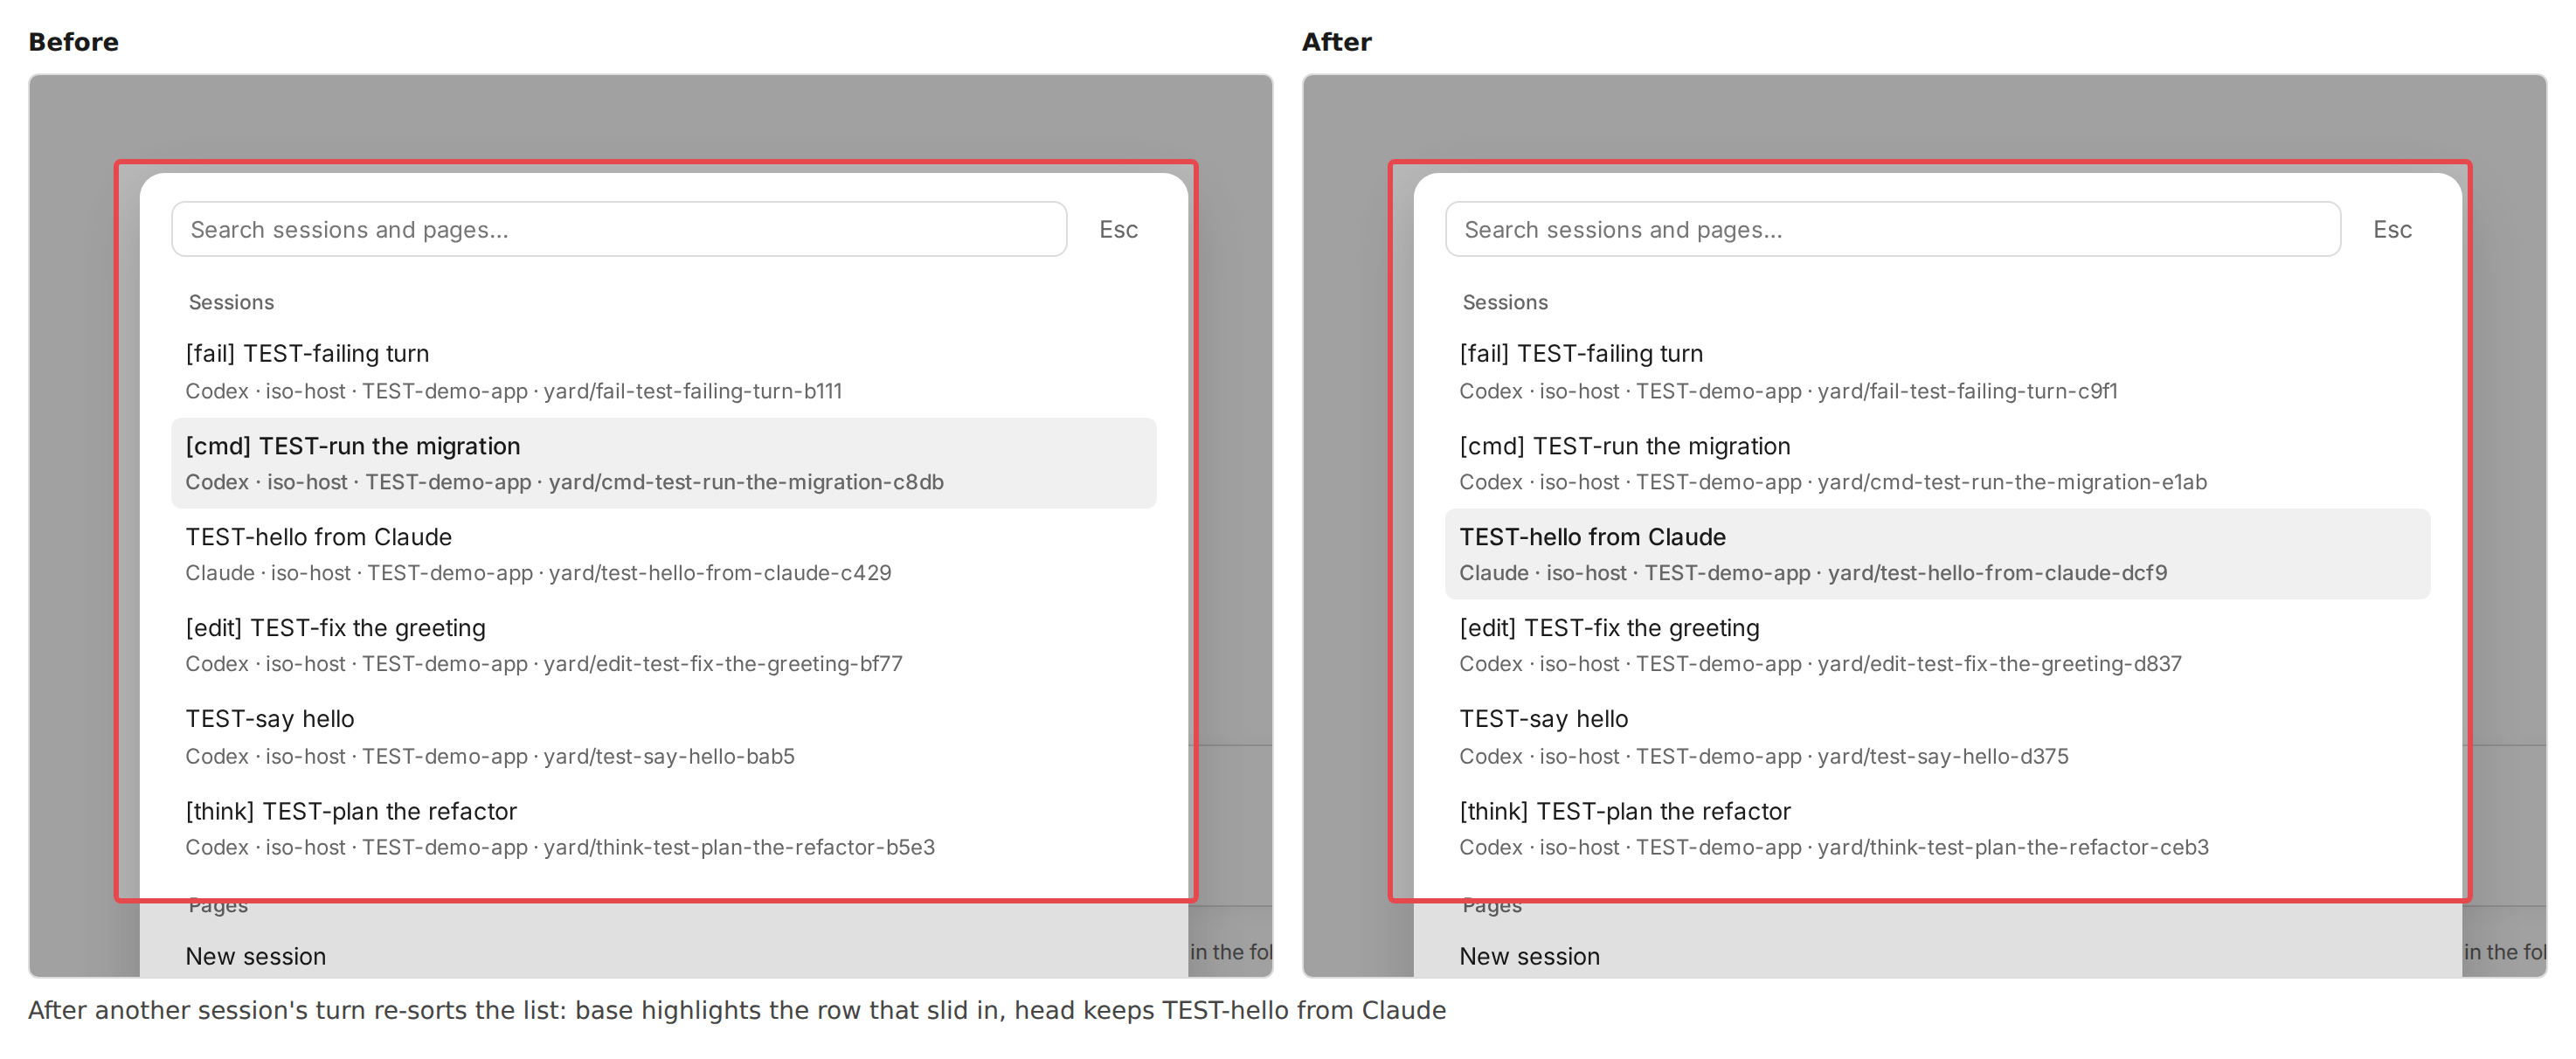 Before
Search sessions and pages...
Esc
Sessions
[fail] TEST-failing turn
Codex · iso-host · TEST-demo-app · yard/fail-test-failing-turn-b111
[cmd] TEST-run the migration
Codex · iso-host · TEST-demo-app · yard/cmd-test-run-the-migration-c8db
TEST-hello from Claude
Claude · iso-host · TEST-demo-app · yard/test-hello-from-claude-c429
[edit] TEST-fix the greeting
Codex · iso-host · TEST-demo-app · yard/edit-test-fix-the-greeting-bf77
TEST-say hello
Codex · iso-host · TEST-demo-app · yard/test-say-hello-bab5
[think] TEST-plan the refactor
Codex · iso-host · TEST-demo-app · yard/think-test-plan-the-refactor-b5e3
Pages
New session
in the fol
After
Search sessions and pages...
Esc
Sessions
[fail] TEST-failing turn
Codex · iso-host · TEST-demo-app · yard/fail-test-failing-turn-c9f1
[cmd] TEST-run the migration
Codex · iso-host · TEST-demo-app · yard/cmd-test-run-the-migration-e1ab
TEST-hello from Claude
Claude · iso-host · TEST-demo-app · yard/test-hello-from-claude-dcf9
[edit] TEST-fix the greeting
Codex · iso-host · TEST-demo-app · yard/edit-test-fix-the-greeting-d837
TEST-say hello
Codex · iso-host · TEST-demo-app · yard/test-say-hello-d375
[think] TEST-plan the refactor
Codex · iso-host · TEST-demo-app · yard/think-test-plan-the-refactor-ceb3
Pages
New session
in the fol
After another session's turn re-sorts the list: base highlights the row that slid in, head keeps TEST-hello from Claude